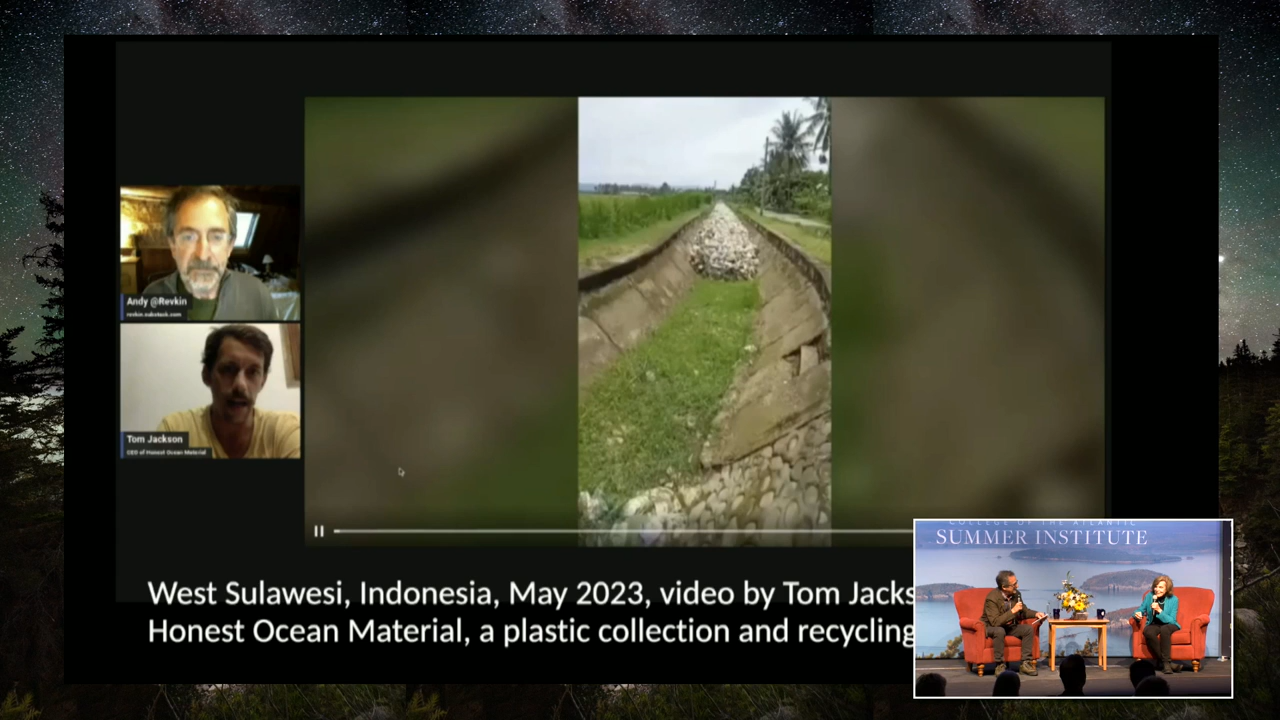 Andy @Revkin
revkin.substack.com
Tom Jackson
CEO of Honest Ocean Material
West Sulawesi, Indonesia, May 2023, video by Tom Jacks
Honest Ocean Material, a plastic collection and recycling
COLLEGE OF THE ATLANTIC
SUMMER INSTITUTE